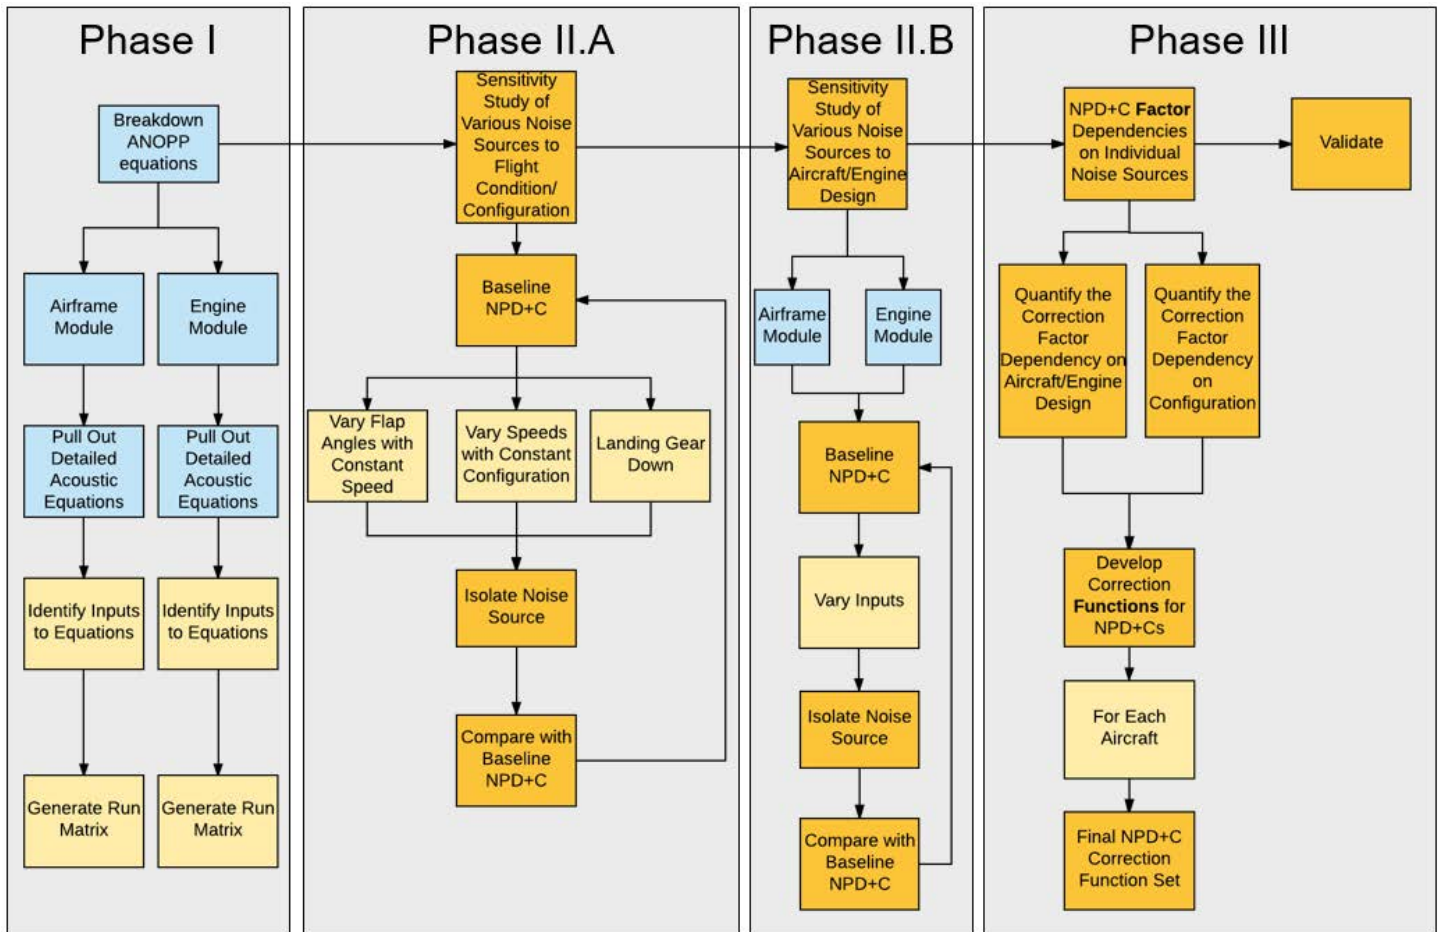 Phase I
Breakdown
ANOPP
equations
Airframe
Module
Engine
Module
Pull Out
Detailed
Acoustic
Equations
Pull Out
Detailed
Acoustic
Equations
Identify Inputs
to Equations
Identify Inputs
to Equations
Generate Run
Matrix
Generate Run
Matrix
Phase II.A
Sensitivity
Study of
Various Noise
Sources to
Flight
Condition/
Configuration
Baseline
NPD+C
Vary Flap
Angles with
Constant
Speed
Vary Speeds
with Constant
Configuration
Landing Gear
Down
Isolate Noise
Source
Compare with
Baseline
NPD+C
Phase II.B
Sensitivity
Study of
Various Noise
Sources to
Aircraft/Engine
Design
Airframe
Module
Engine
Module
Baseline
NPD+C
Vary Inputs
Isolate Noise
Source
Compare with
Baseline
NPD+C
Phase III
NPD+C Factor
Dependencies
on Individual
Noise Sources
Validate
Quantify the
Correction
Factor
Dependency on
Aircraft/Engine
Design
Quantify the
Correction
Factor
Dependency
on
Configuration
Develop
Correction
Functions for
NPD+Cs
For Each
Aircraft
Final NPD+C
Correction
Function Set